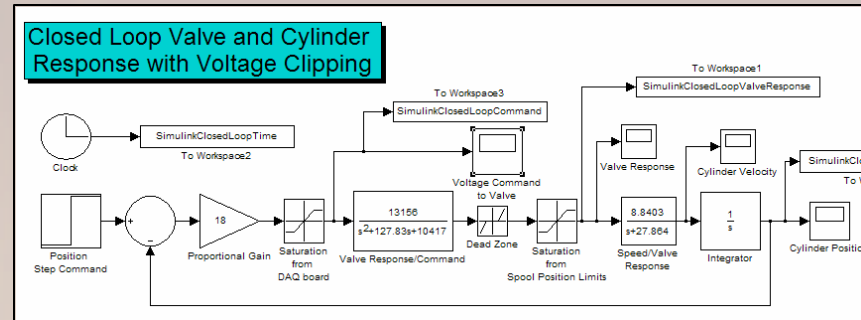 Closed Loop Valve and Cylinder
Response with Voltage Clipping
To Workspace1
SimulinkClosedLoopValveResponse
To Workspace3
SimulinkClosedLoopCommand
SimulinkClosedLoopTime
To Workspace2
Clock
Voltage Command
to Valve
Valve Response
Cylinder Velocity
SimulinkClo
To W
+
-
Position
Step Command
18
Proportional Gain
Saturation
from
DAQ board
13156
s²+127.83s+10417
Valve Response/Command
Dead Zone
Saturation
from
Spool Position Limits
8.8403
s+27.864
Speed/Valve
Response
1
s
Integrator
Cylinder Positio